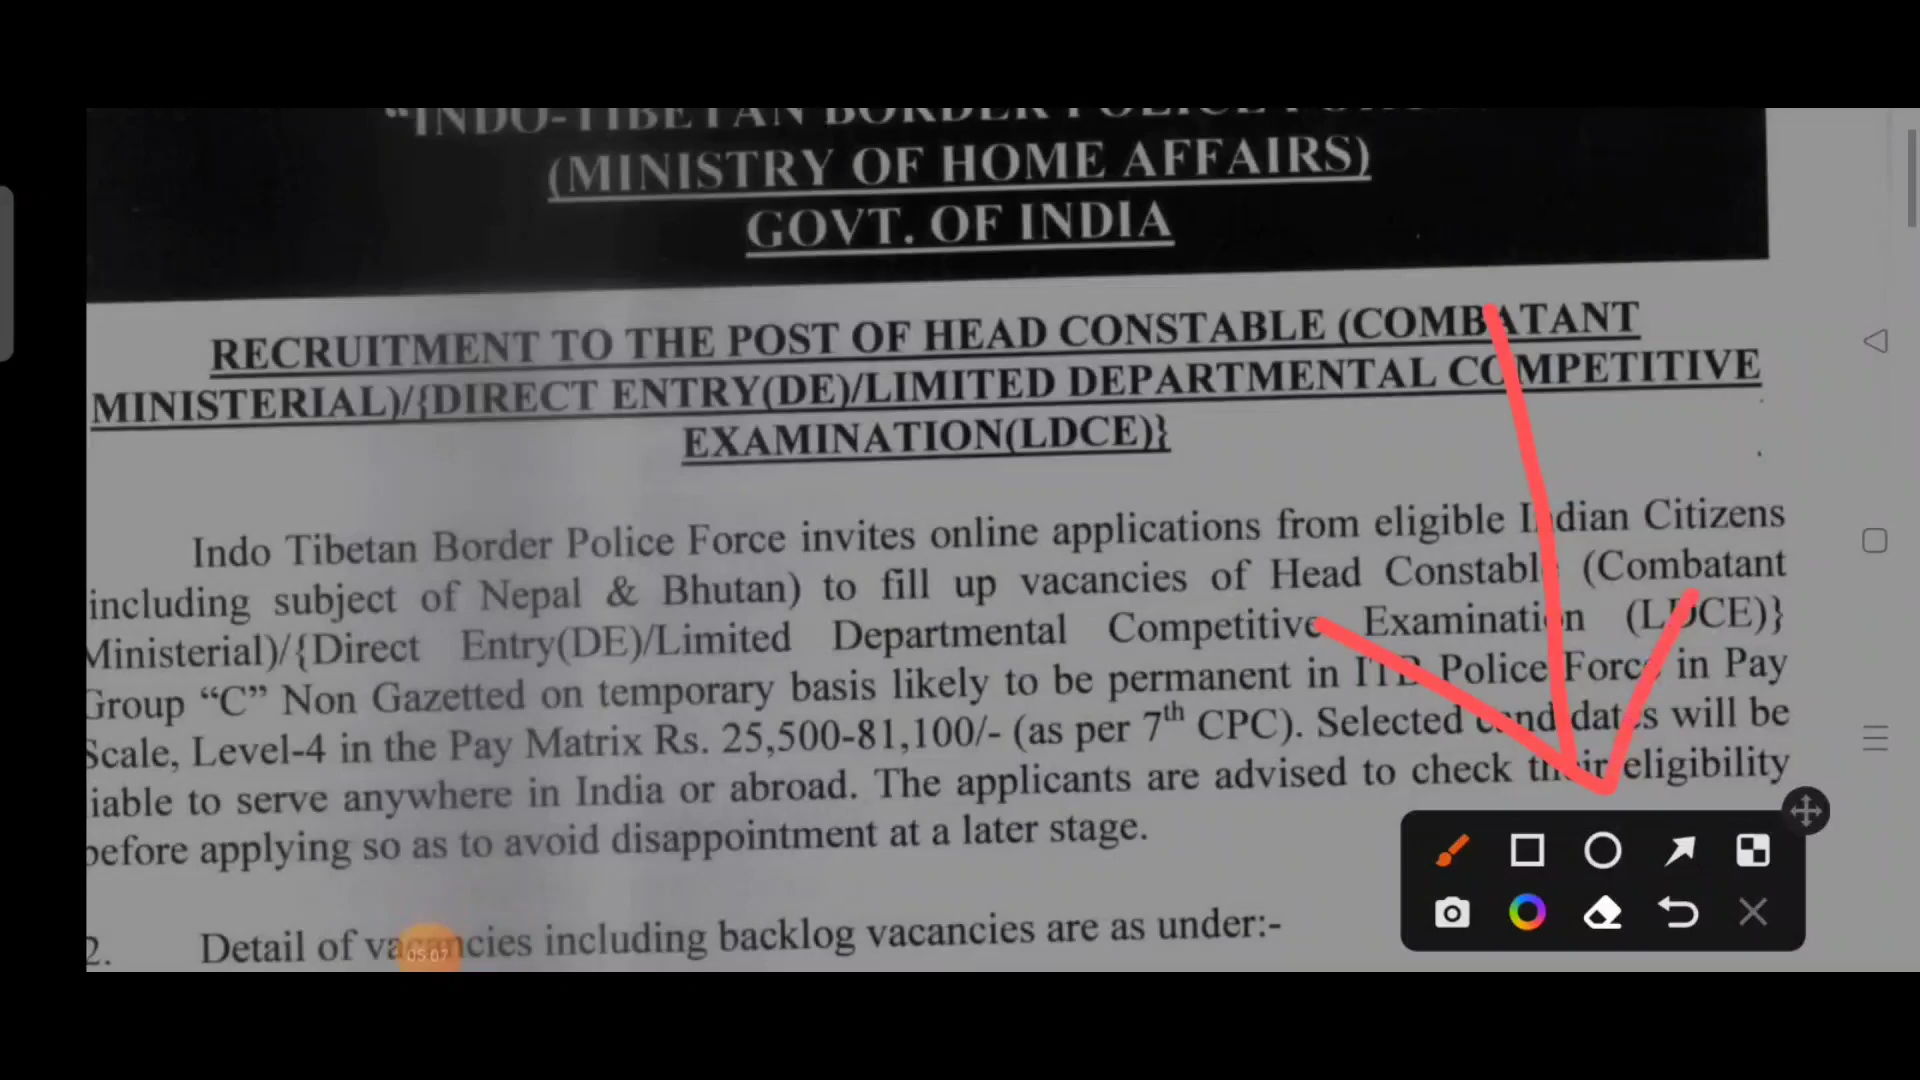 "INDO-TIBETAN BORDER POLICE
(MINISTRY OF HOME AFFAIRS)
GOVT. OF INDIA
RECRUITMENT TO THE POST OF HEAD CONSTABLE (COMBATANT
MINISTERIAL)/{DIRECT ENTRY(DE)/LIMITED DEPARTMENTAL COMPETITIVE
EXAMINATION(LDCE)}
Indo Tibetan Border Police Force invites online applications from eligible Indian Citizens
including subject of Nepal & Bhutan) to fill up vacancies of Head Constable (Combatant
Ministerial)/{Direct Entry(DE)/Limited Departmental Competitive Examination (LDCE)}
Group "C" Non Gazetted on temporary basis likely to be permanent in ITB Police Force in Pay
Scale, Level-4 in the Pay Matrix Rs. 25,500-81,100/- (as per 7th CPC). Selected candidates will be
iable to serve anywhere in India or abroad. The applicants are advised to check their eligibility
before applying so as to avoid disappointment at a later stage.
2. Detail of vacancies including backlog vacancies are as under:-
05:07